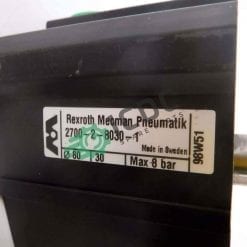 Rexroth Mecman Pneumatik
2700-2-8030-1
Made in Sweden
Ø 80 30 Max 8 bar
98W51